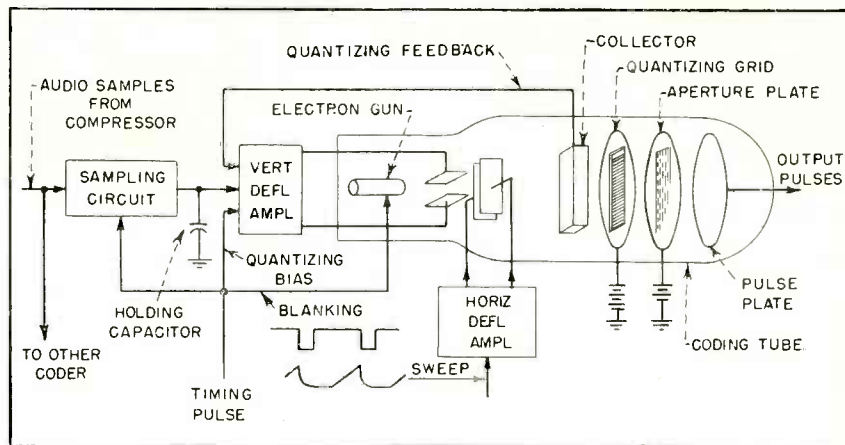 QUANTIZING FEEDBACK
COLLECTOR
QUANTIZING GRID
APERTURE PLATE
AUDIO SAMPLES
FROM
COMPRESSOR
ELECTRON GUN
SAMPLING
CIRCUIT
VERT
DEFL
AMPL
OUTPUT
PULSES
QUANTIZING
BIAS
HOLDING
CAPACITOR
BLANKING
HORIZ
DEFL
AMPL
PULSE
PLATE
CODING TUBE
TO OTHER
CODER
SWEEP
TIMING
PULSE